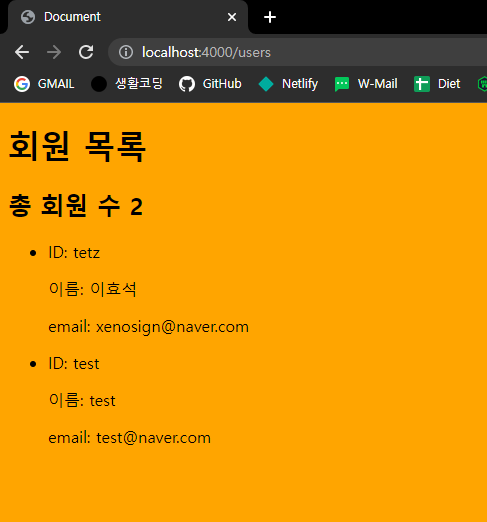 Document
localhost:4000/users
GMAIL 생활코딩 GitHub Netlify W-Mail Diet
회원 목록
총 회원 수 2
ID: tetz
이름: 이효석
email: xenosign@naver.com
ID: test
이름: test
email: test@naver.com